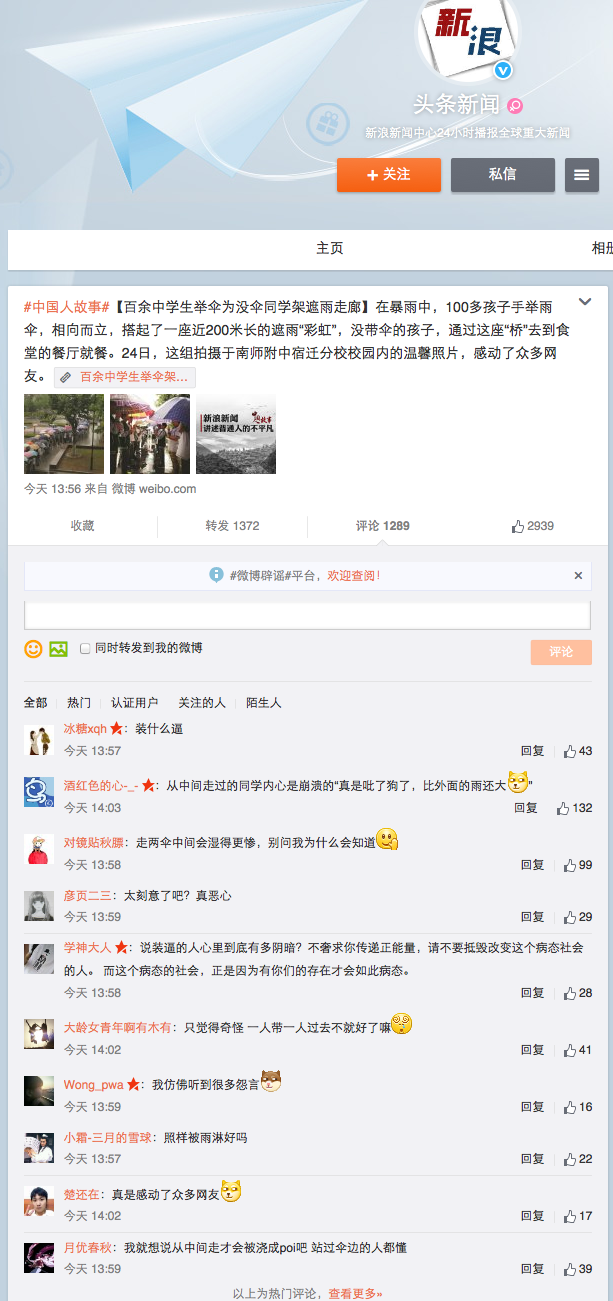 新浪
头条新闻
新浪新闻中心24小时播报全球重大新闻
+ 关注
私信
主页
相册
#中国人故事#【百余中学生举伞为没伞同学架遮雨走廊】在暴雨中，100多孩子手举雨
伞，相向而立，搭起了一座近200米长的遮雨“彩虹”，没带伞的孩子，通过这座“桥”去到食
堂的餐厅就餐。24日，这组拍摄于南师附中宿迁分校校园内的温馨照片，感动了众多网
友。 百余中学生举伞架...
新浪新闻
讲述普通人的不平凡
今天 13:56 来自 微博 weibo.com
收藏
转发 1372
评论 1289
2939
#微博辟谣#平台，欢迎查阅！
×
同时转发到我的微博
评论
全部 热门 认证用户 关注的人 陌生人
冰糖xqh：装什么逼
今天 13:57 回复 43
酒红色的心-_-：从中间走过的同学内心是崩溃的"真是吡了狗了，比外面的雨还大"
今天 14:03 回复 132
对镜贴秋膘：走两伞中间会湿得更惨，别问我为什么会知道
今天 13:58 回复 99
彦页二三：太刻意了吧？真恶心
今天 13:59 回复 29
学神大人：说装逼的人心里到底有多阴暗？不奢求你传递正能量，请不要抵毁改变这个病态社会
的人。 而这个病态的社会，正是因为有你们的存在才会如此病态。
今天 13:58 回复 28
大龄女青年啊有木有：只觉得奇怪 一人带一人过去不就好了嘛
今天 14:02 回复 41
Wong_pwa：我仿佛听到很多怨言
今天 13:59 回复 16
小霜-三月的雪球：照样被雨淋好吗
今天 13:57 回复 22
楚还在：真是感动了众多网友
今天 14:02 回复 17
月优春秋：我就想说从中间走才会被浇成poi吧 站过伞边的人都懂
今天 13:59 回复 39
以上为热门评论，查看更多»